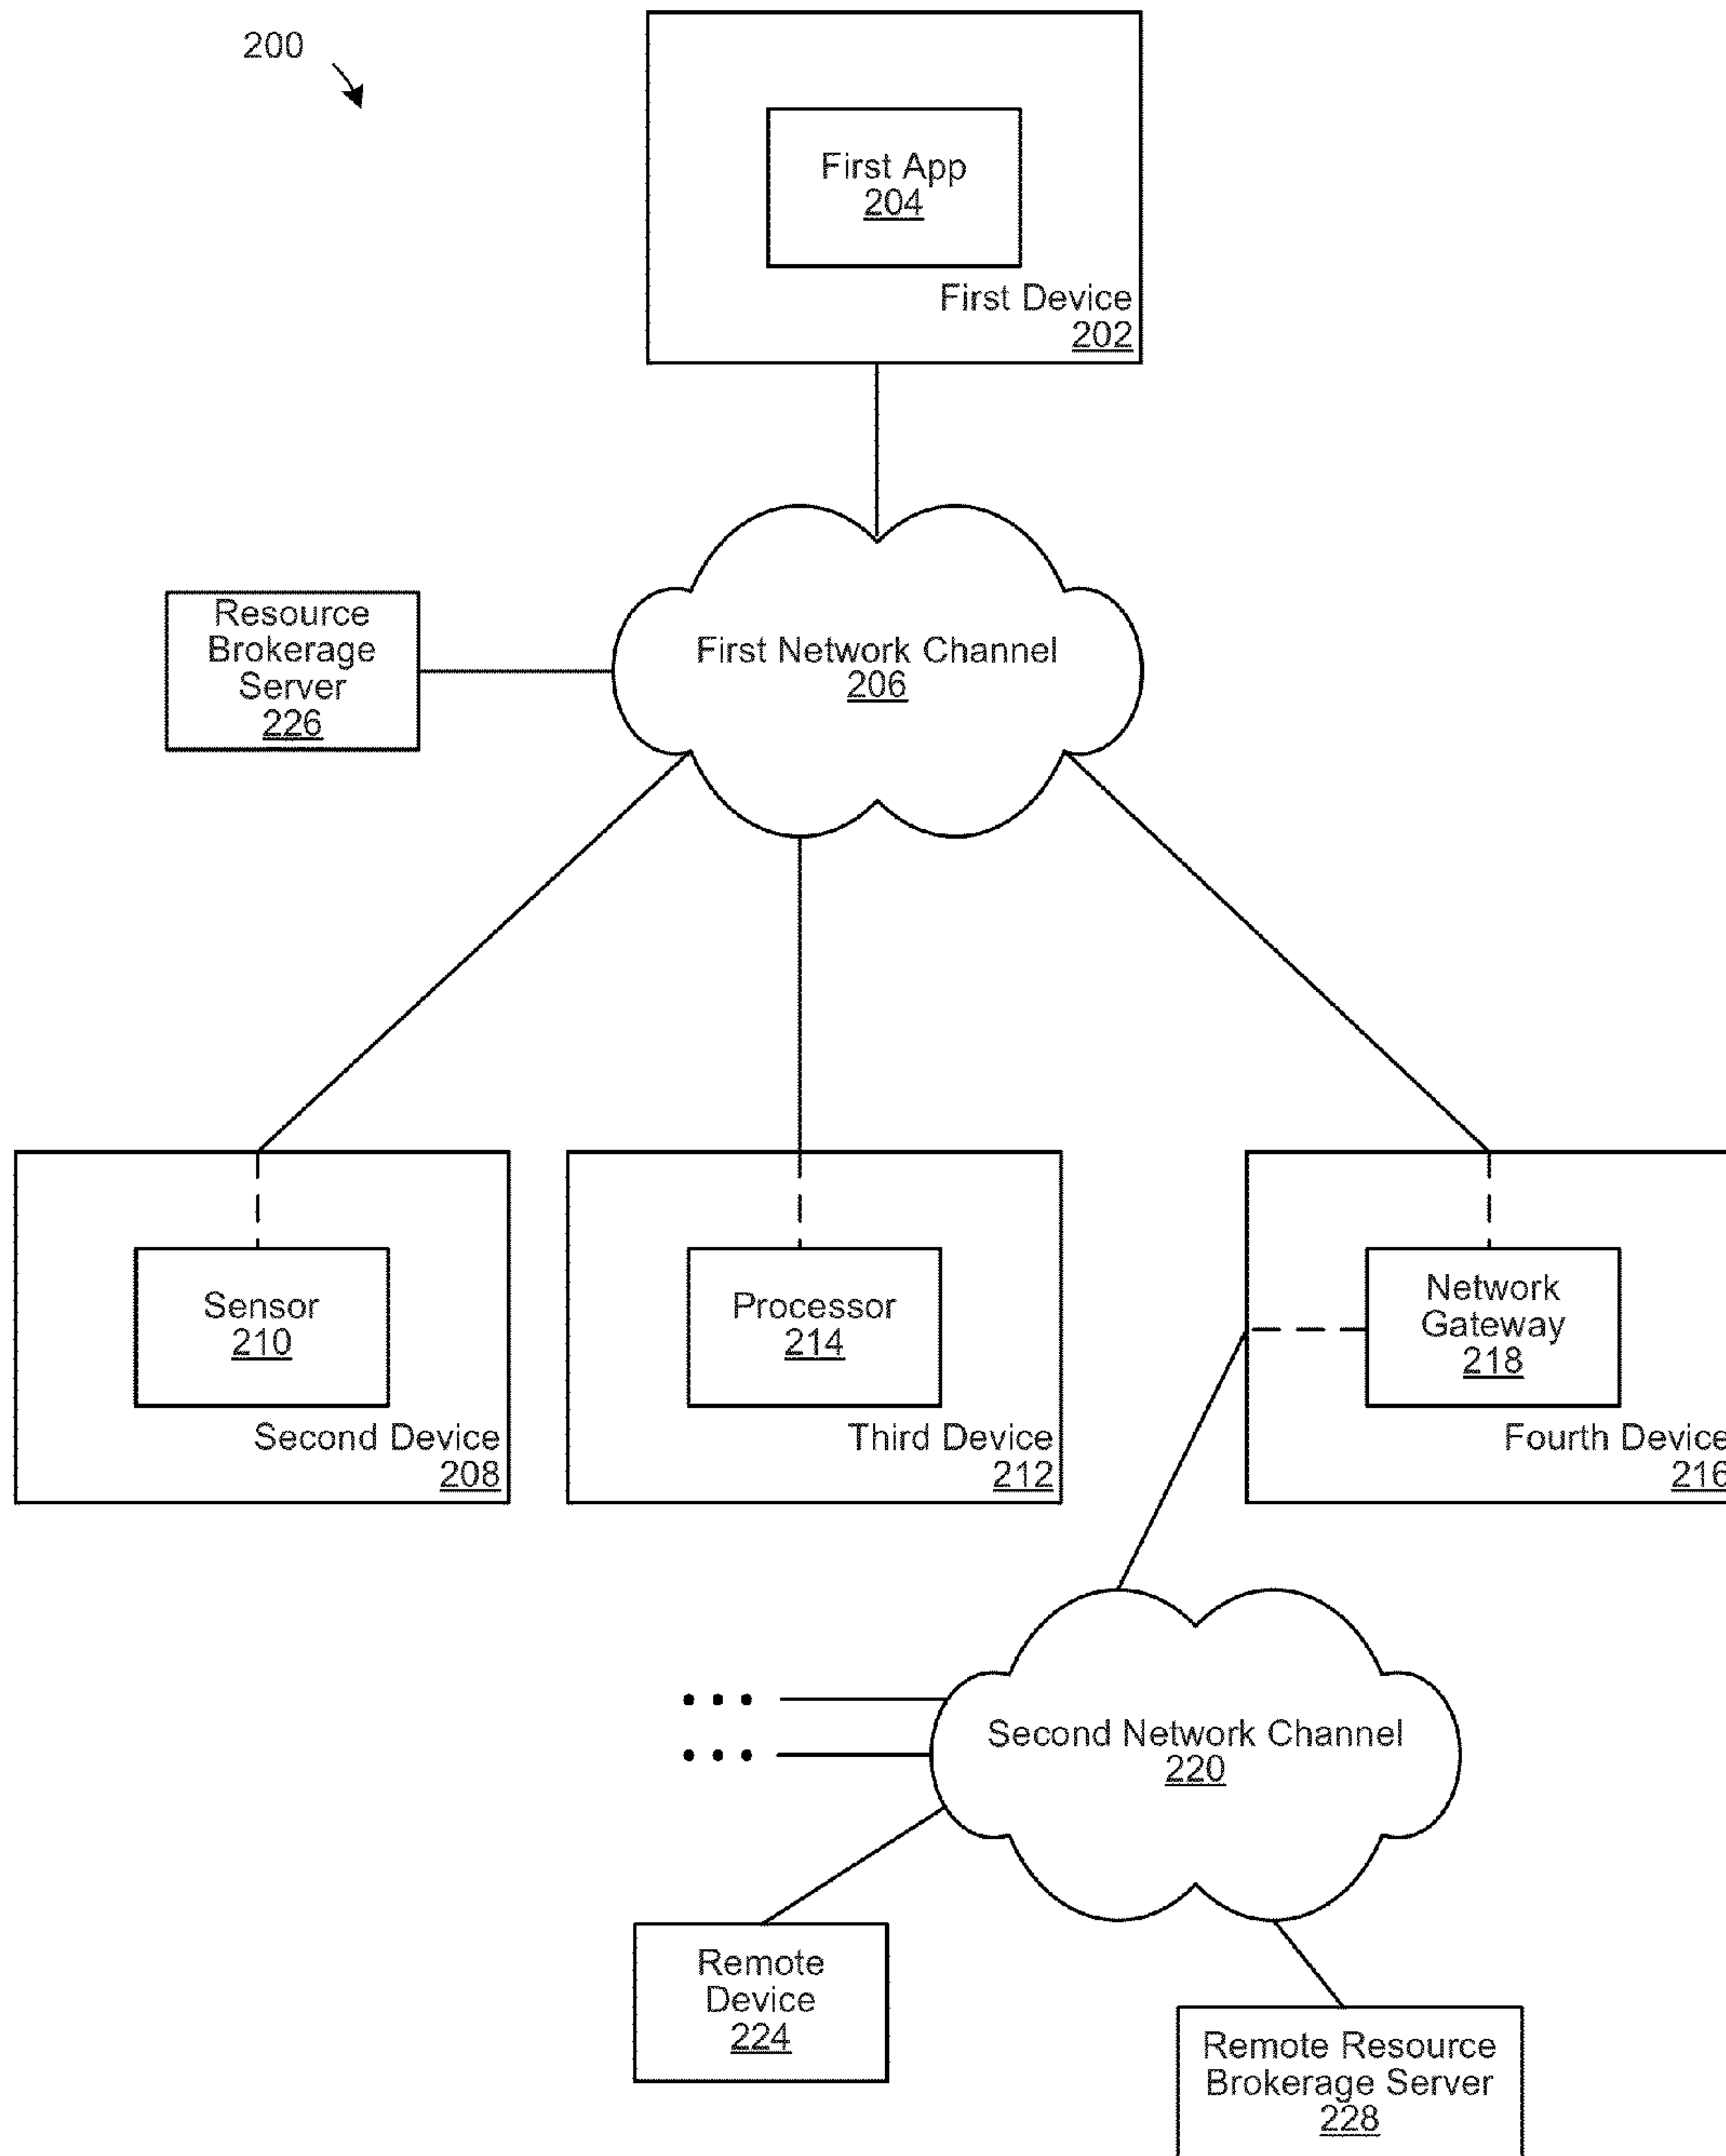 200
First App
204
First Device
202
Resource
Brokerage
Server
226
First Network Channel
206
Sensor
210
Second Device
208
Processor
214
Third Device
212
Network
Gateway
218
Fourth Device
216
Second Network Channel
220
Remote
Device
224
Remote Resource
Brokerage Server
228